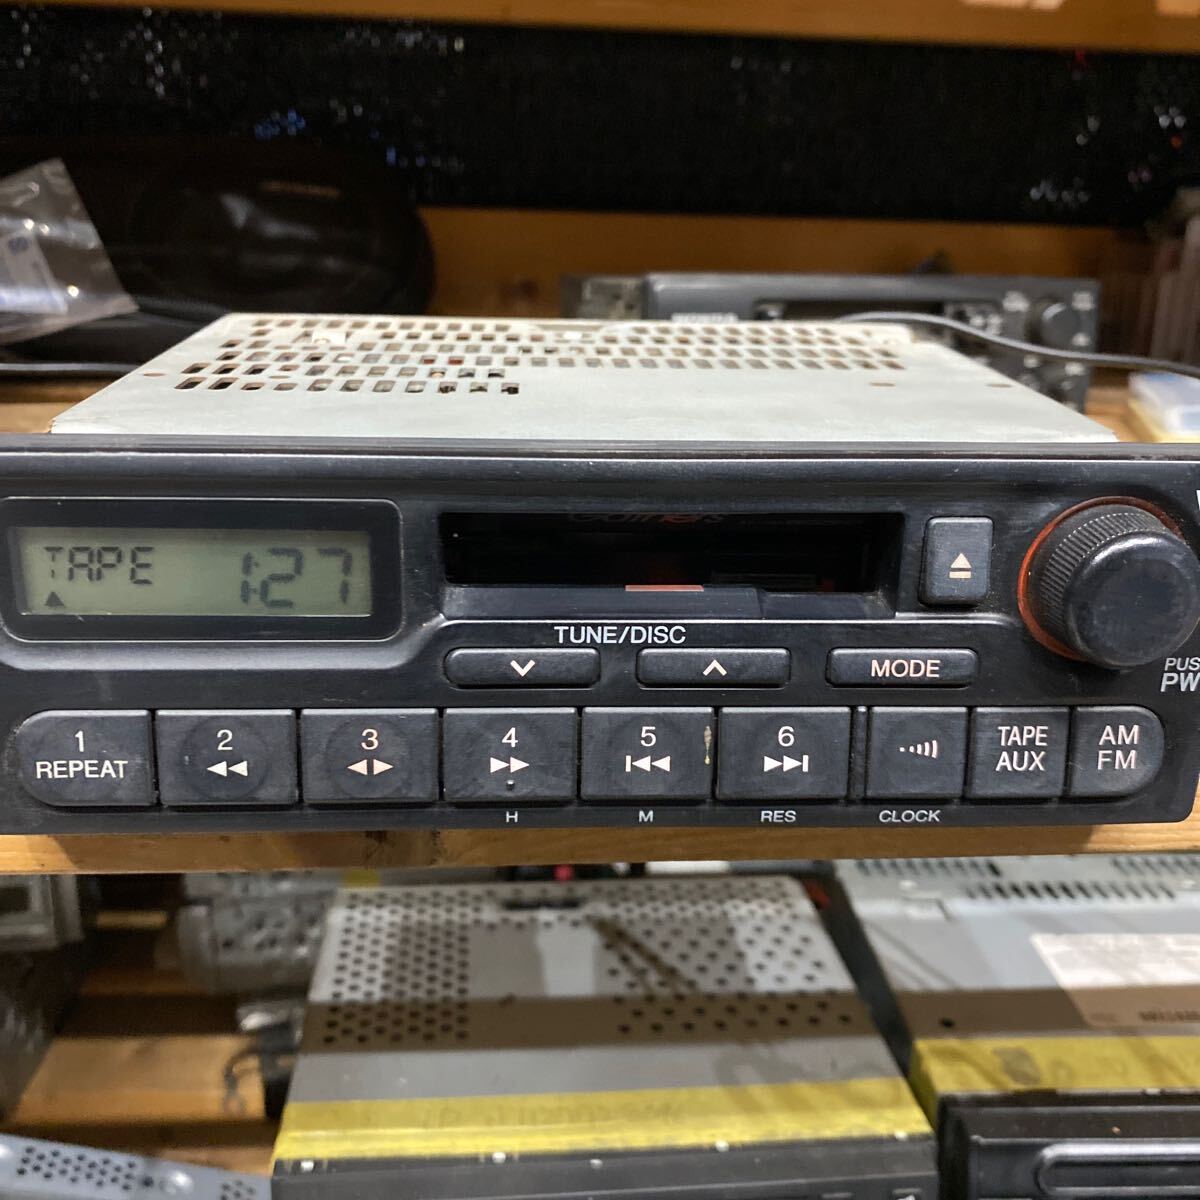 TAPE 1:27
TUNE/DISC
MODE
PUS
PW
1
REPEAT
2
3
4
5
6
TAPE
AUX
AM
FM
H
M
RES
CLOCK